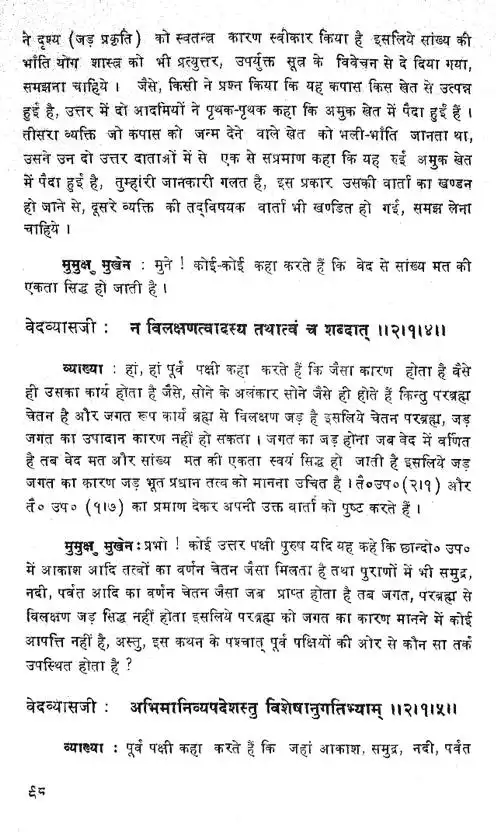 ने दृश्य (जड़ प्रकृति) को स्वतन्त्र कारण स्वीकार किया है इसलिये सांख्य की
भाँति योग शास्त्र को भी प्रत्युत्तर, उपर्युक्त सूत्र के विवेचन से दे दिया गया,
समझना चाहिये । जैसे, किसी ने प्रश्न किया कि यह कपास किस खेत से उत्पन्न
हुई है, उत्तर में दो आदमियों ने पृथक-पृथक कहा कि अमुक खेत में पैदा हुई हैं ।
तीसरा व्यक्ति जो कपास को जन्म देने वाले खेत को भली-भाँति जानता था,
उसने उन दो उत्तर दाताओं में से एक से सप्रमाण कहा कि यह रुई अमुक खेत
में पैदा हुई है, तुम्हांरी जानकारी गलत है, इस प्रकार उसकी वार्ता का खण्डन
हो जाने से, दूसरे व्यक्ति की तद्विषयक वार्ता भी खण्डित हो गई, समझ लेना
चाहिये ।
मुमुक्षु मुखेन : मुने ! कोई-कोई कहा करते हैं कि वेद से सांख्य मत की
एकता सिद्ध हो जाती है ।
वेदव्यासजी : न विलक्षणत्वादस्य तथात्वं च शब्दात् ।।२।१।४।।
व्याख्या : हां, हां पूर्व पक्षी कहा करते हैं कि जैसा कारण होता है वैसे
ही उसका कार्य होता है जैसे, सोने के अलंकार सोने जैसे ही होते हैं किन्तु परब्रह्म
चेतन है और जगत रूप कार्य ब्रह्म से विलक्षण जड़ है इसलिये चेतन परब्रह्म, जड़
जगत का उपादान कारण नहीं हो सकता । जगत का जड़ होना जब वेद में वर्णित
है तब वेद मत और सांख्य मत की एकता स्वयं सिद्ध हो जाती है इसलिये जड़
जगत का कारण जड़ भूत प्रधान तत्व को मानना उचित है । तै०उप०(२।१) और
तै० उप० (१।७) का प्रमाण देकर अपनी उक्त वार्ता को पुष्ट करते हैं ।
मुमुक्षु मुखेन: प्रभो ! कोई उत्तर पक्षी पुरुष यदि यह कहे कि छान्दो० उप०
में आकाश आदि तत्वों का वर्णन चेतन जैसा मिलता है तथा पुराणों में भी समुद्र,
नदी, पर्वत आदि का वर्णन चेतन जैसा जब प्राप्त होता है तब जगत, परब्रह्म से
विलक्षण जड़ सिद्ध नहीं होता इसलिये परब्रह्म को जगत का कारण मानने में कोई
आपत्ति नहीं है, अस्तु, इस कथन के पश्चात् पूर्व पक्षियों की ओर से कौन सा तर्क
उपस्थित होता है ?
वेदव्यासजी : अभिमानिव्यपदेशस्तु विशेषानुगतिभ्याम् ।।२।१।५।।
व्याख्या : पूर्व पक्षी कहा करते हैं कि जहां आकाश, समुद्र, नदी, पर्वत
९८